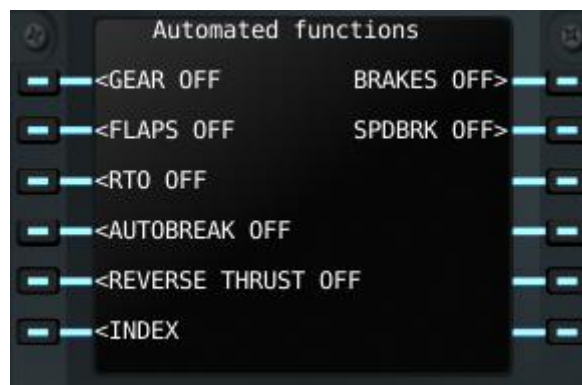 Automated functions
<GEAR OFF BRAKES OFF>
<FLAPS OFF SPDBRK OFF>
<RTO OFF
<AUTOBREAK OFF
<REVERSE THRUST OFF
<INDEX